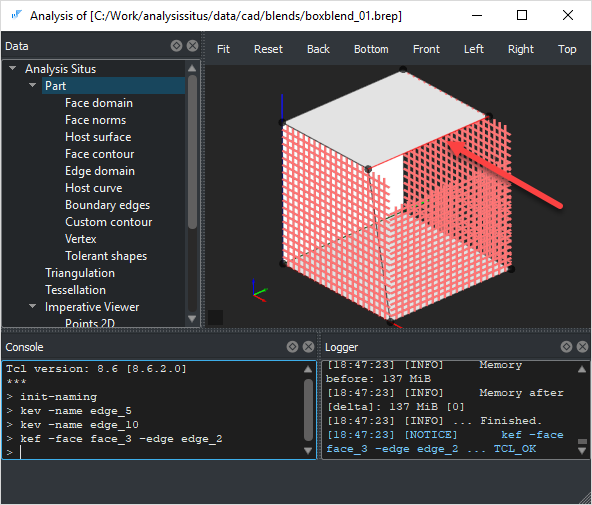 Analysis of [C:/Work/analysissitus/data/cad/blends/boxblend_01.brep]
Data
Fit Reset Back Bottom Front Left Right Top
Analysis Situs
Part
Face domain
Face norms
Host surface
Face contour
Edge domain
Host curve
Boundary edges
Custom contour
Vertex
Tolerant shapes
Triangulation
Tessellation
Imperative Viewer
Points 2D
Console
Tcl version: 8.6 [8.6.2.0]
***
> init-naming
> kev -name edge_5
> kev -name edge_10
> kef -face face_3 -edge edge_2
>
Logger
[18:47:23] [INFO] Memory
before: 137 MiB
[18:47:23] [INFO] Memory after
[delta]: 137 MiB [0]
[18:47:23] [INFO] ... Finished.
[18:47:23] [NOTICE] kef -face
face_3 -edge edge_2 ... TCL_OK